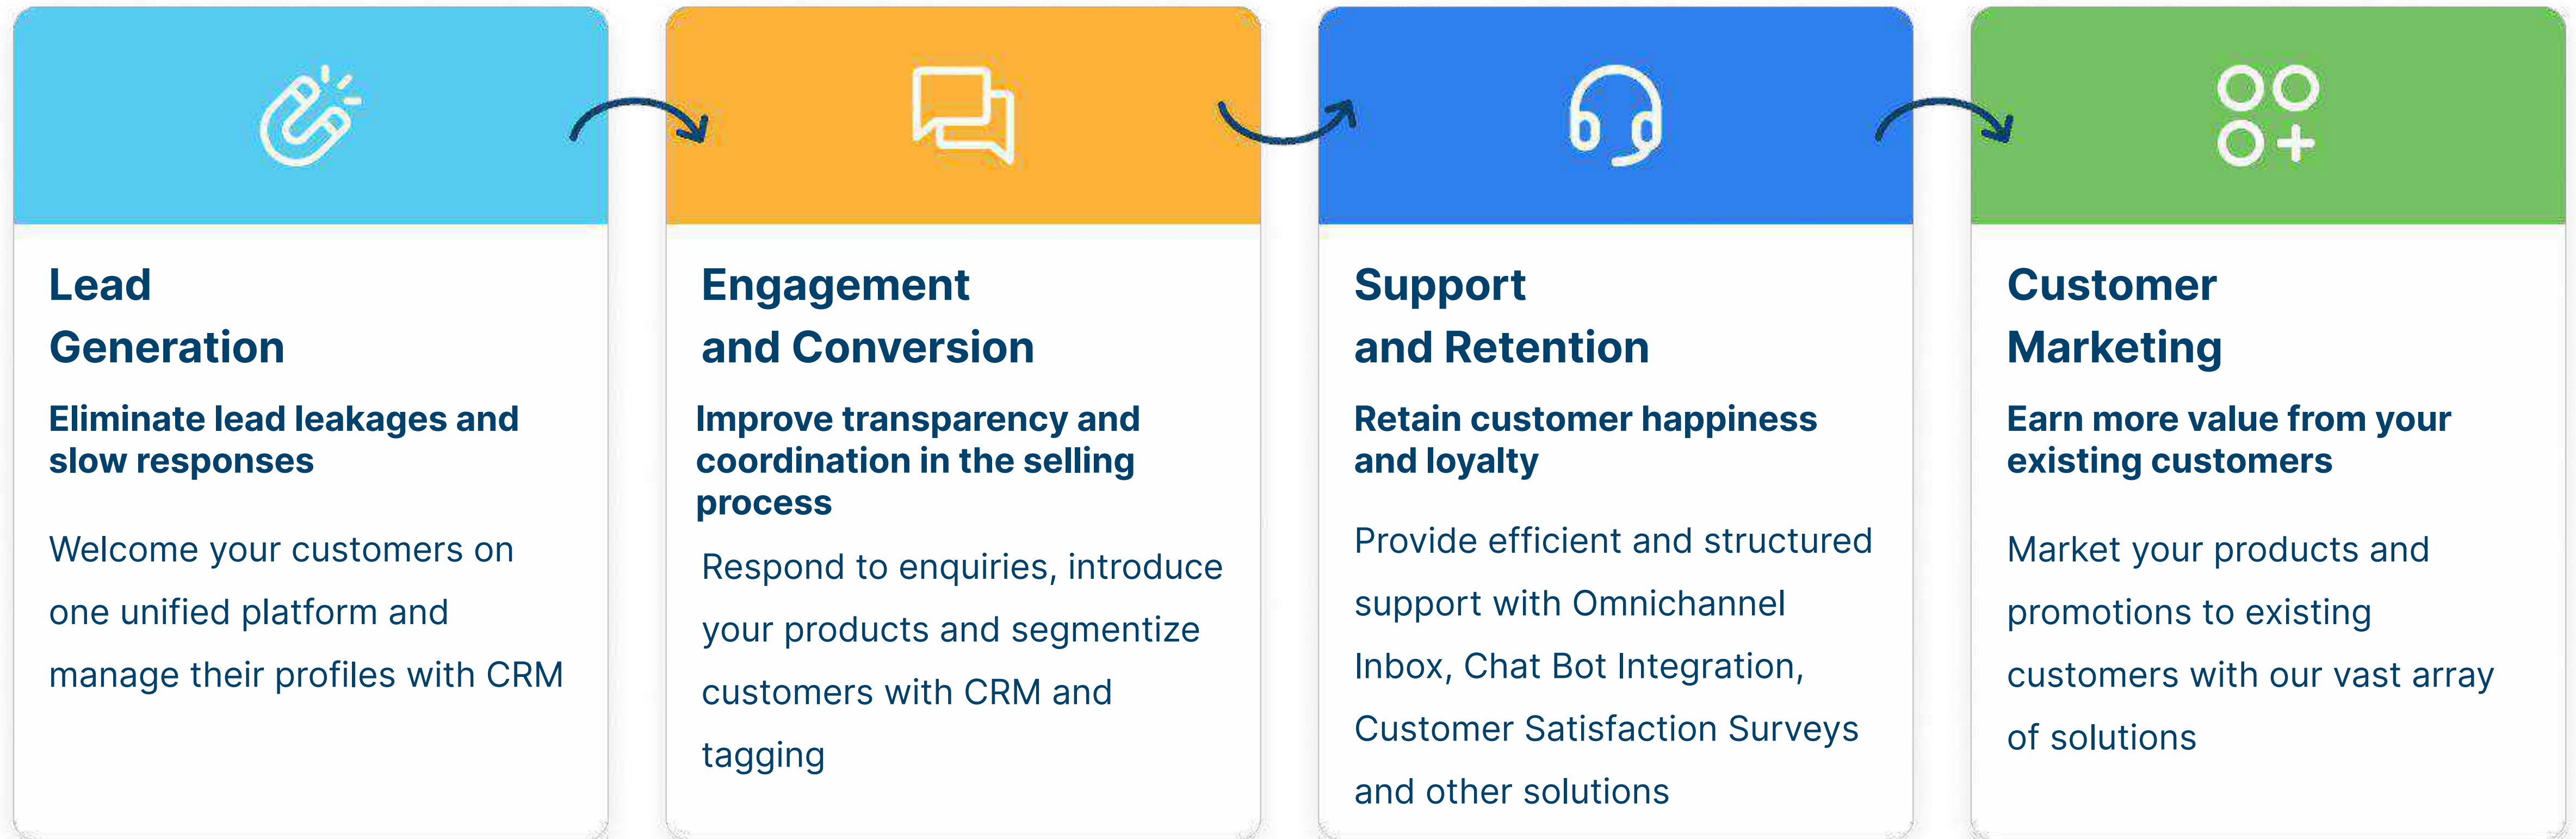 Lead
Generation
Eliminate lead leakages and
slow responses
Welcome your customers on
one unified platform and
manage their profiles with CRM
Engagement
and Conversion
Improve transparency and
coordination in the selling
process
Respond to enquiries, introduce
your products and segmentize
customers with CRM and
tagging
Support
and Retention
Retain customer happiness
and loyalty
Provide efficient and structured
support with Omnichannel
Inbox, Chat Bot Integration,
Customer Satisfaction Surveys
and other solutions
Customer
Marketing
Earn more value from your
existing customers
Market your products and
promotions to existing
customers with our vast array
of solutions